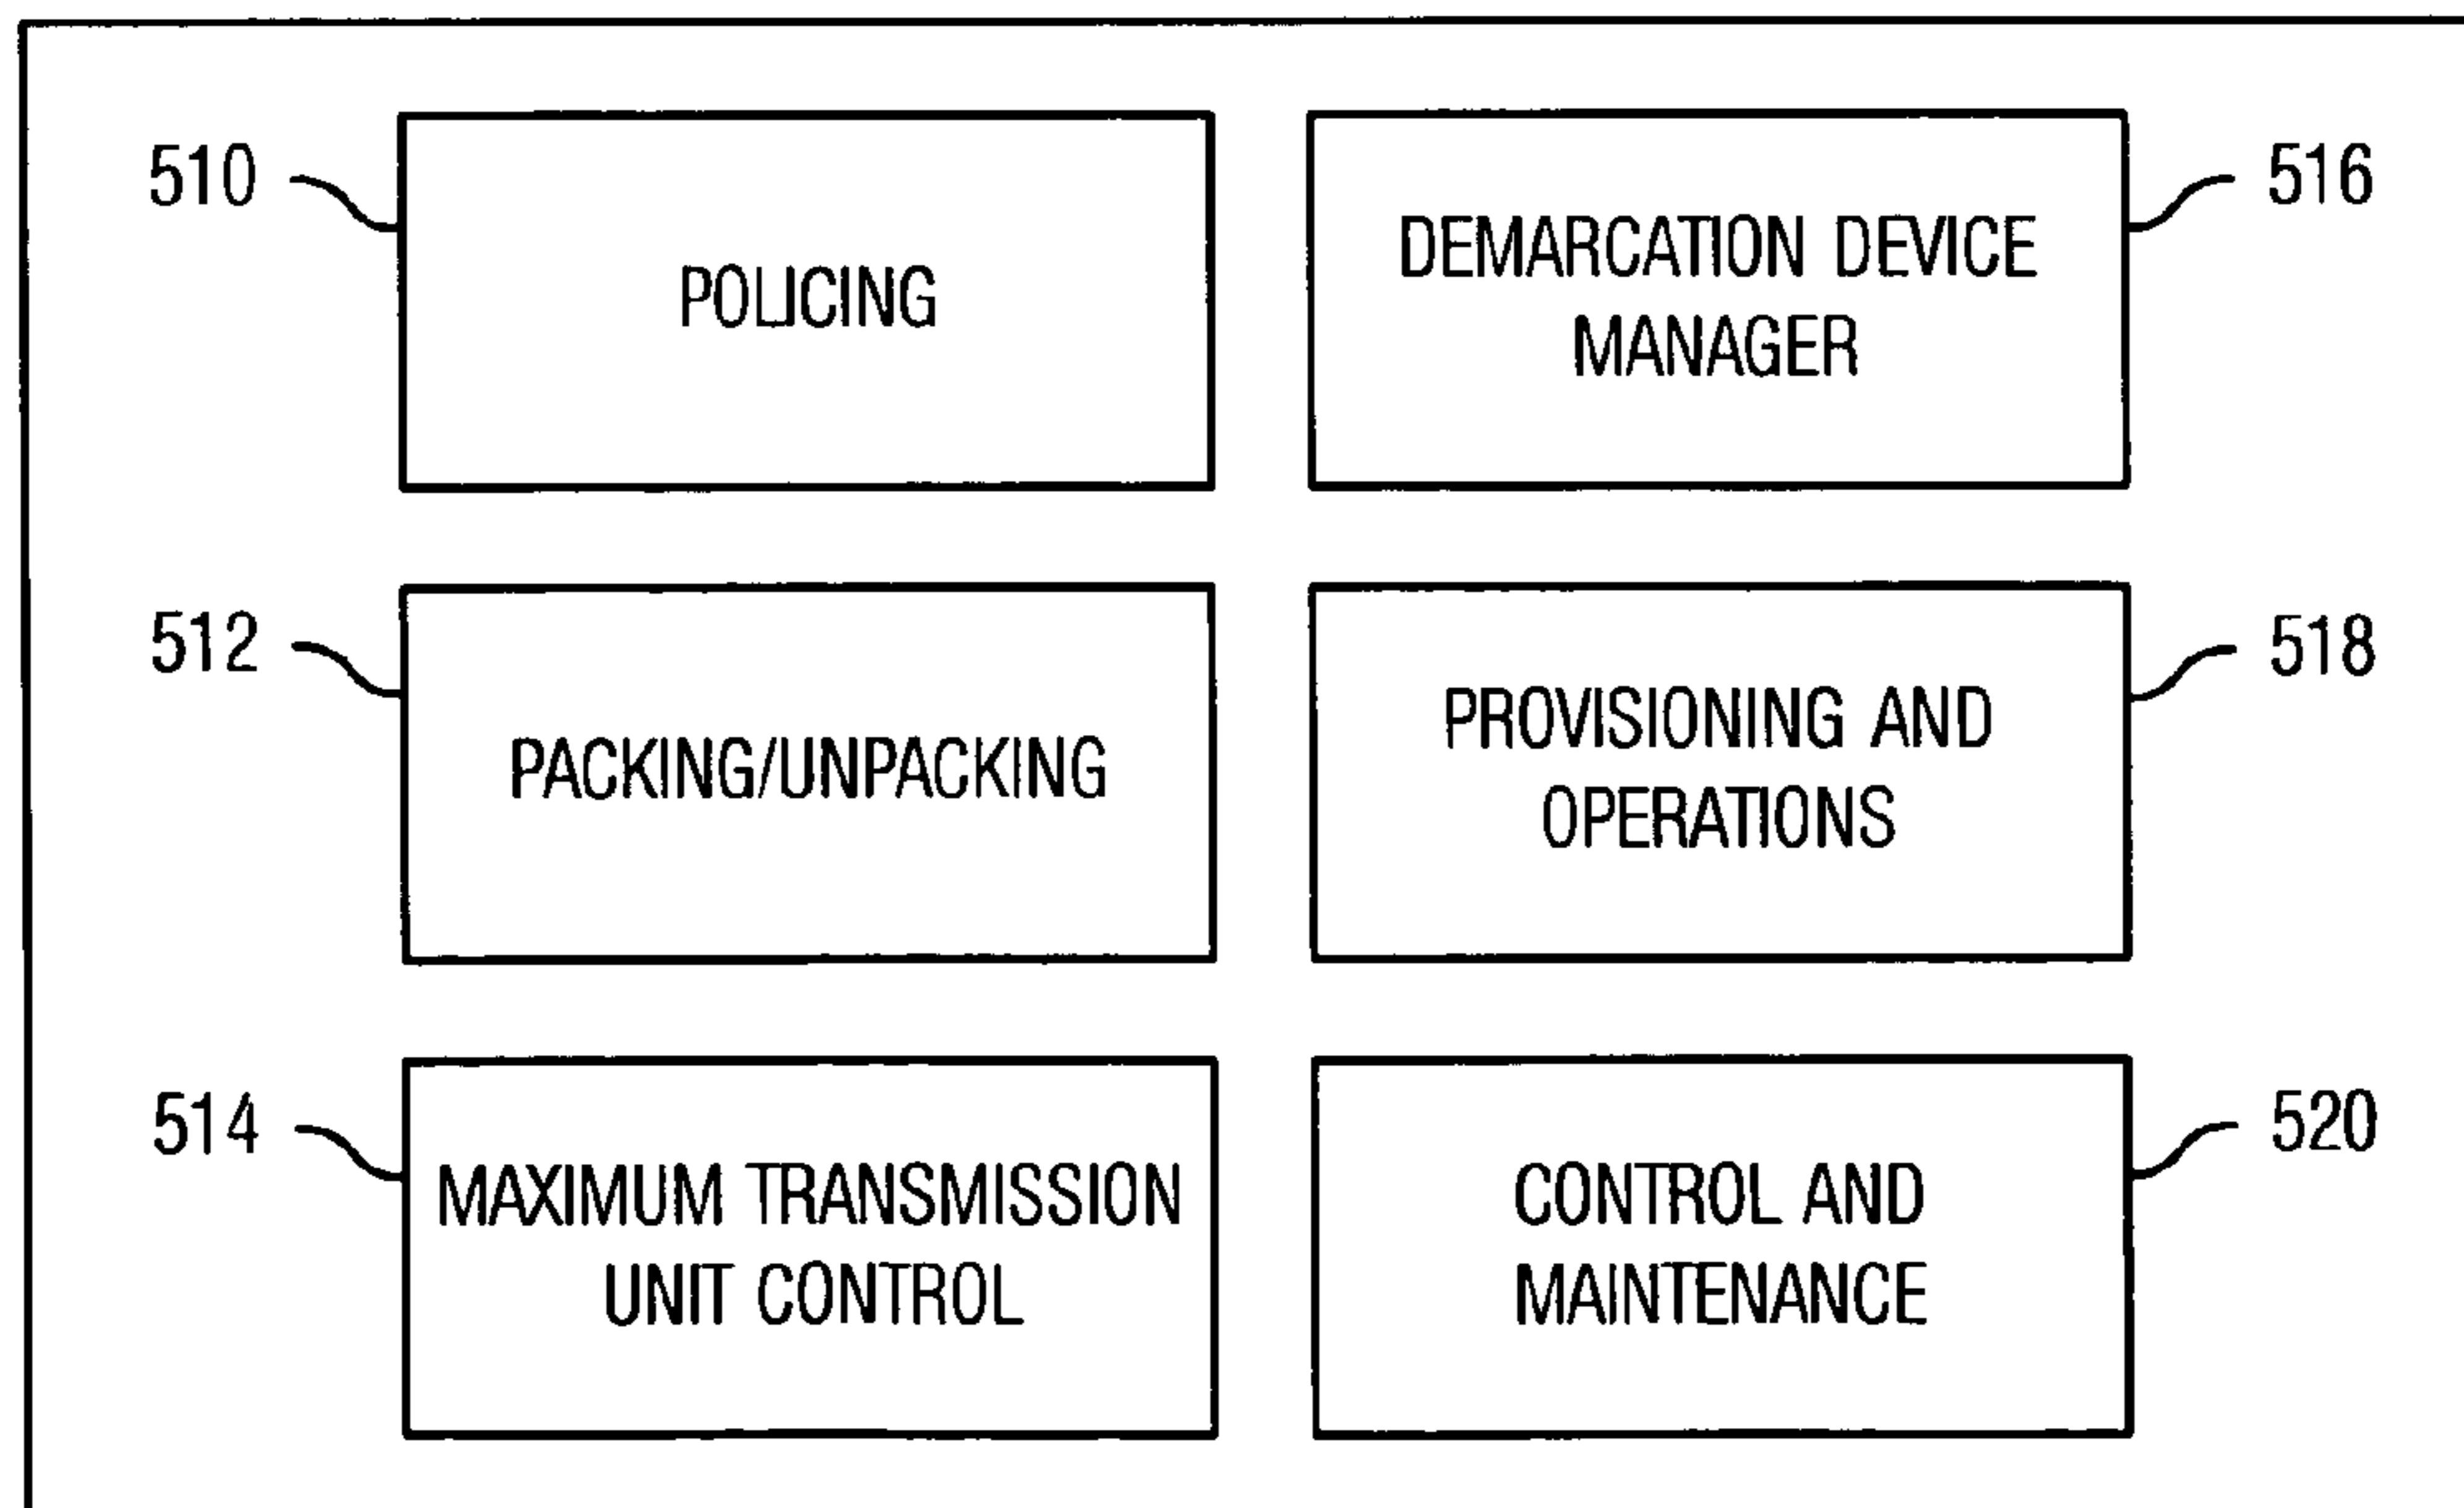 510
POLICING
516
DEMARCATION DEVICE
MANAGER
512
PACKING/UNPACKING
518
PROVISIONING AND
OPERATIONS
514
MAXIMUM TRANSMISSION
UNIT CONTROL
520
CONTROL AND
MAINTENANCE